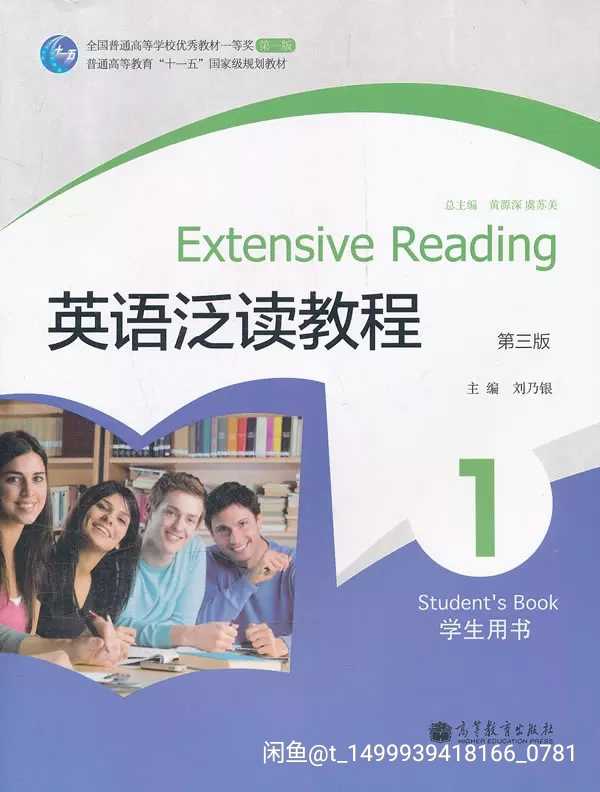 十一五
全国普通高等学校优秀教材一等奖 第一版
普通高等教育“十一五”国家级规划教材
总主编 黄源深 虞苏美
Extensive Reading
英语泛读教程
第三版
主 编 刘乃银
1
Student's Book
学生用书
高等教育出版社
HIGHER EDUCATION PRESS
闲鱼@t_1499939418166_0781